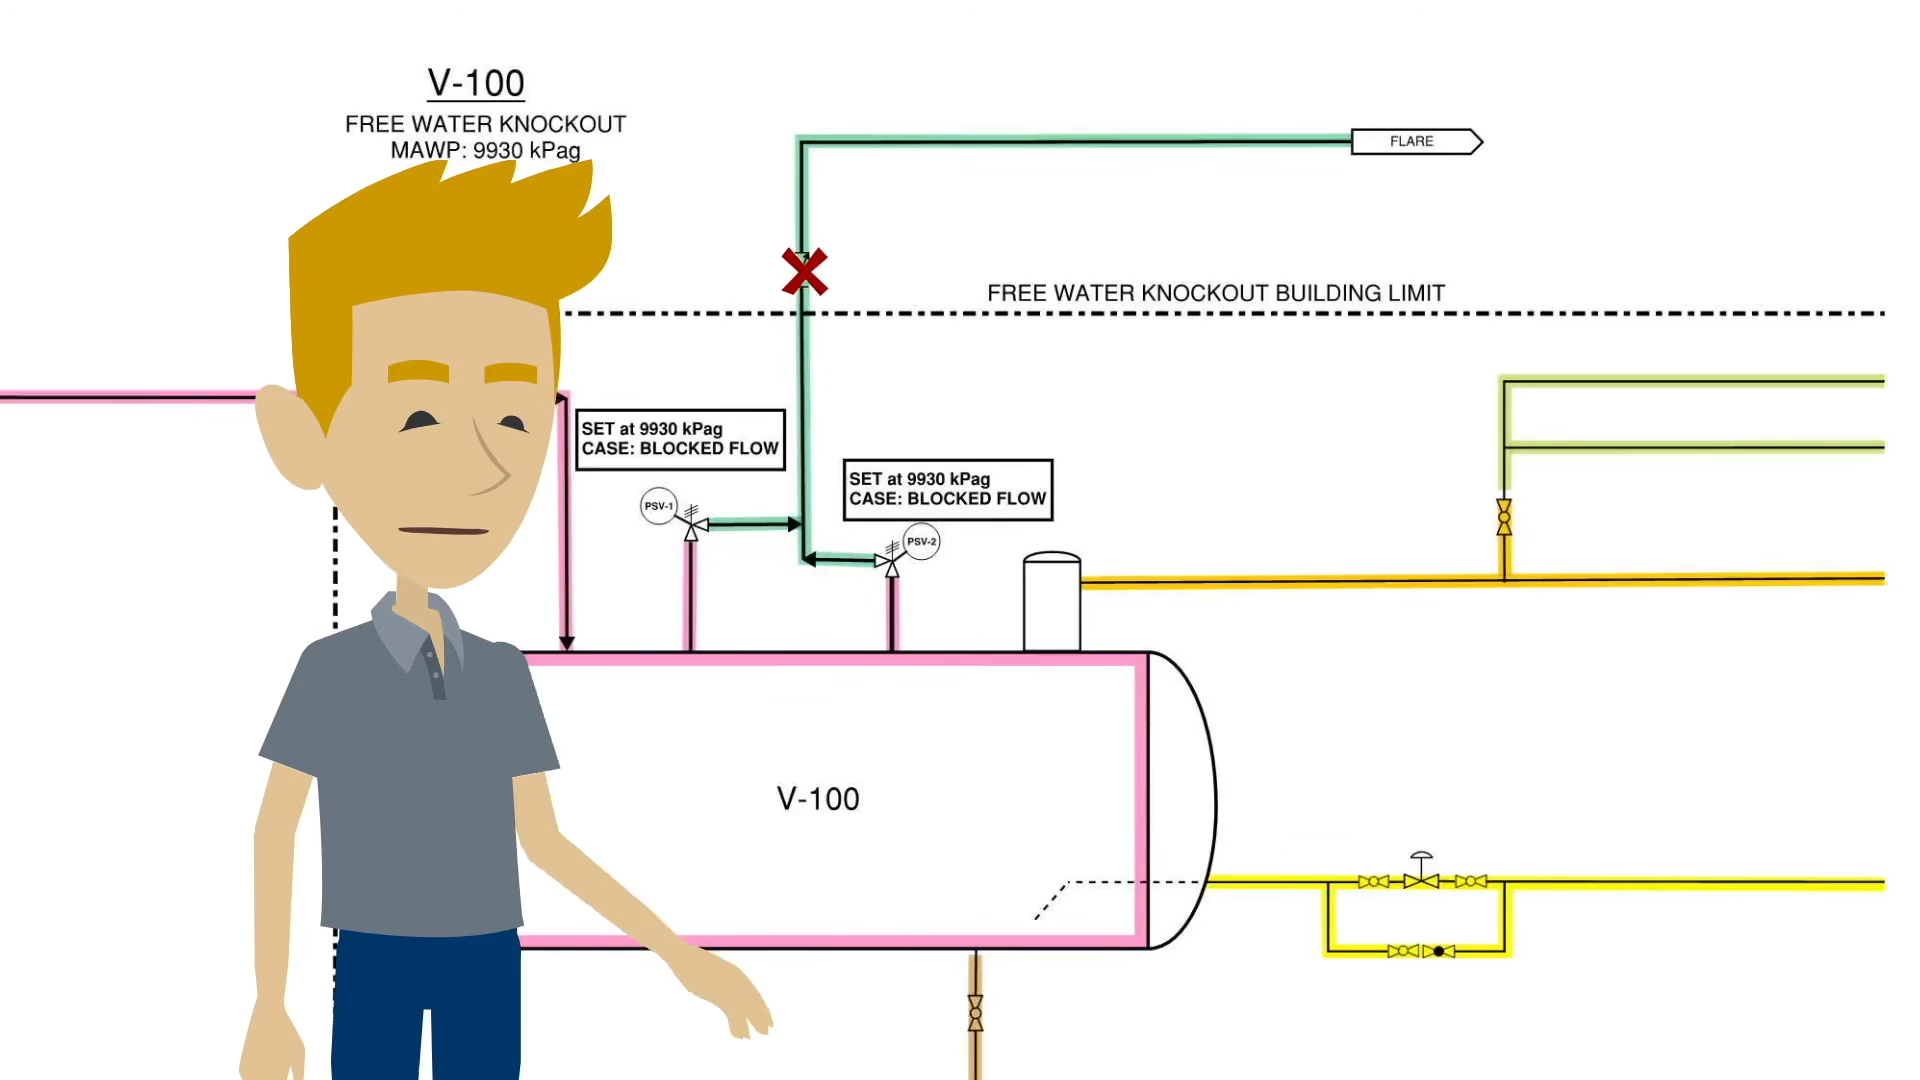 V-100
FREE WATER KNOCKOUT
MAWP: 9930 kPag
FLARE
FREE WATER KNOCKOUT BUILDING LIMIT
SET at 9930 kPag
CASE: BLOCKED FLOW
SET at 9930 kPag
CASE: BLOCKED FLOW
PSV-1
PSV-2
V-100